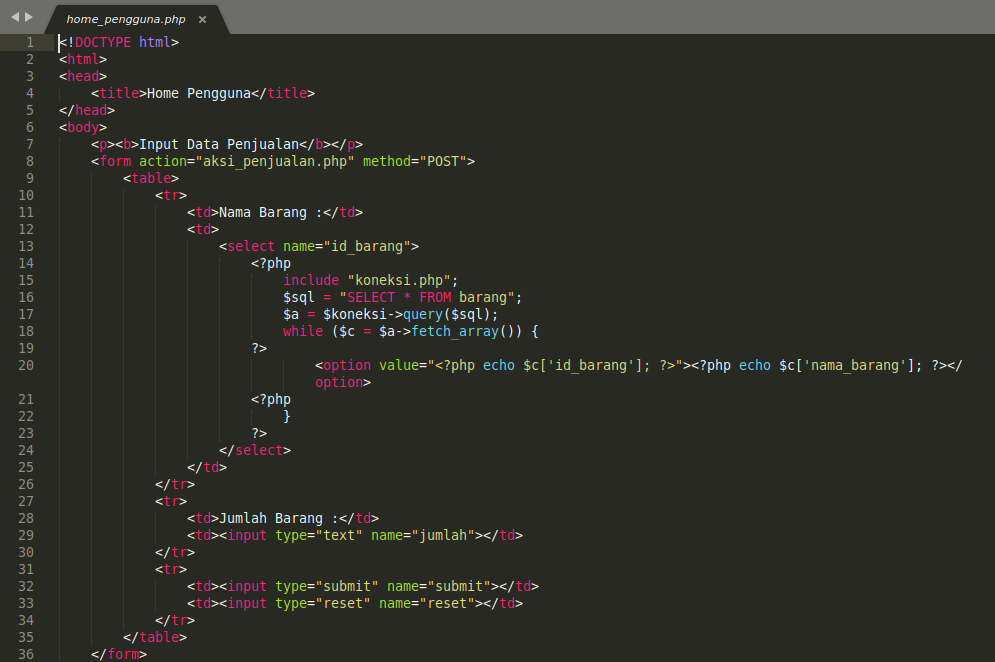 home_pengguna.php ×
1 <!DOCTYPE html>
2 <html>
3 <head>
4     <title>Home Pengguna</title>
5 </head>
6 <body>
7     <p><b>Input Data Penjualan</b></p>
8     <form action="aksi_penjualan.php" method="POST">
9         <table>
10             <tr>
11                 <td>Nama Barang :</td>
12                 <td>
13                     <select name="id_barang">
14                         <?php
15                             include "koneksi.php";
16                             $sql = "SELECT * FROM barang";
17                             $a = $koneksi->query($sql);
18                             while ($c = $a->fetch_array()) {
19                         ?>
20                                 <option value="<?php echo $c['id_barang']; ?>"><?php echo $c['nama_barang']; ?></
                                option>
21                         <?php
22                             }
23                         ?>
24                     </select>
25                 </td>
26             </tr>
27             <tr>
28                 <td>Jumlah Barang :</td>
29                 <td><input type="text" name="jumlah"></td>
30             </tr>
31             <tr>
32                 <td><input type="submit" name="submit"></td>
33                 <td><input type="reset" name="reset"></td>
34             </tr>
35         </table>
36     </form>